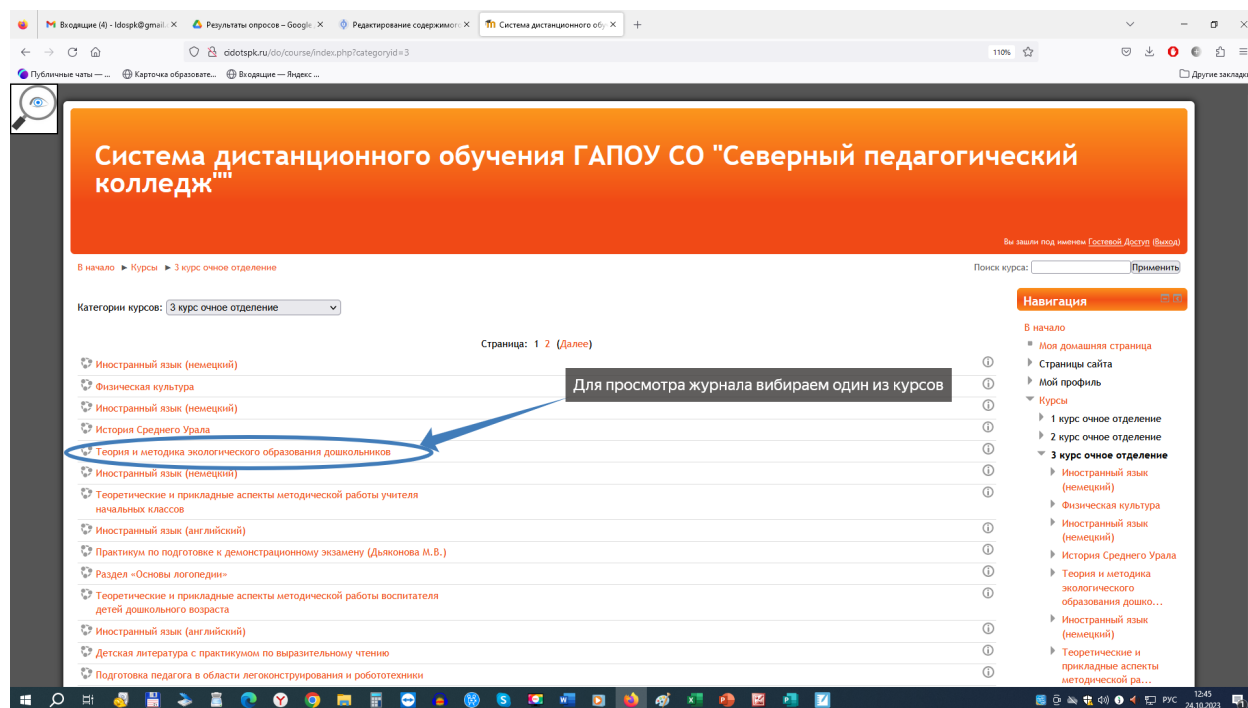 Входящие (4) - ldospk@gmail.
Результаты опросов – Google
Редактирование содержимого
Система дистанционного обу
cidotspk.ru/do/course/index.php?categoryid=3
110%
Публичные чаты — ...
Карточка образовате...
Входящие — Яндекс ...
Другие закладки
Система дистанционного обучения ГАПОУ СО "Северный педагогический
колледж""
Вы зашли под именем Гостевой Доступ (Выход)
В начало ► Курсы ► 3 курс очное отделение
Поиск курса:
Применить
Категории курсов: 3 курс очное отделение
Страница: 1 2 (Далее)
Иностранный язык (немецкий)
Физическая культура
Для просмотра журнала вибираем один из курсов
Иностранный язык (немецкий)
История Среднего Урала
Теория и методика экологического образования дошкольников
Иностранный язык (немецкий)
Теоретические и прикладные аспекты методической работы учителя
начальных классов
Иностранный язык (английский)
Практикум по подготовке к демонстрационному экзамену (Дьяконова М.В.)
Раздел «Основы логопедии»
Теоретические и прикладные аспекты методической работы воспитателя
детей дошкольного возраста
Иностранный язык (английский)
Детская литература с практикумом по выразительному чтению
Подготовка педагога в области легоконструирования и робототехники
Навигация
В начало
Моя домашняя страница
Страницы сайта
Мой профиль
Курсы
1 курс очное отделение
2 курс очное отделение
3 курс очное отделение
Иностранный язык
(немецкий)
Физическая культура
Иностранный язык
(немецкий)
История Среднего Урала
Теория и методика
экологического
образования дошко...
Иностранный язык
(немецкий)
Теоретические и
прикладные аспекты
методической ра...
РУС
12:45
24.10.2023